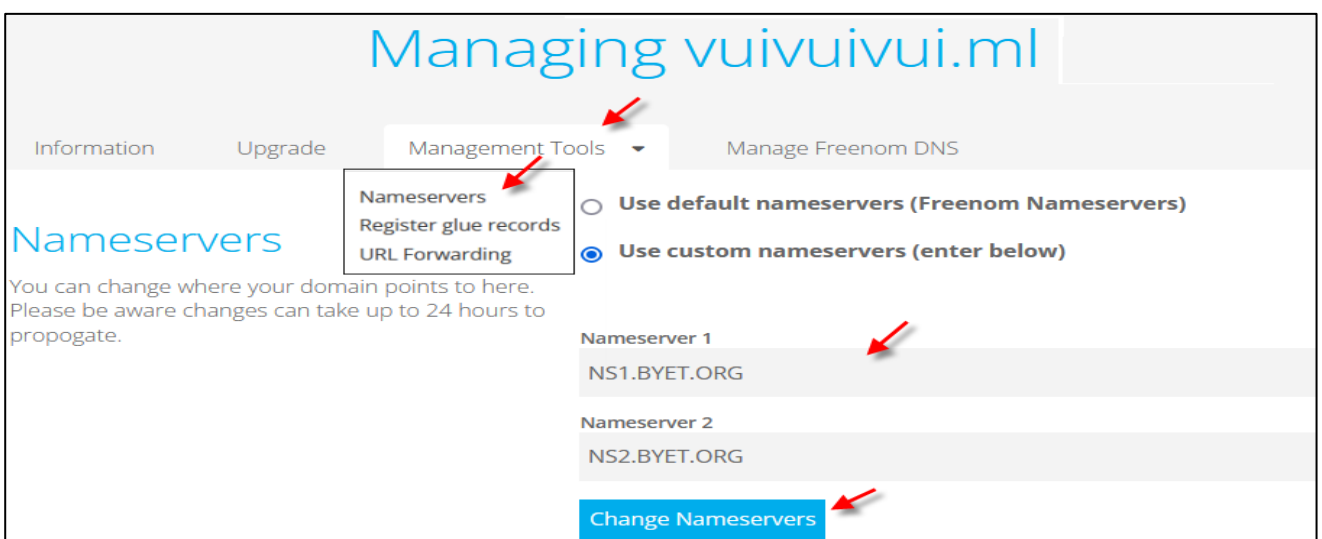 Managing vuivuivui.ml
Information Upgrade Management Tools Manage Freenom DNS
Nameservers
Register glue records
URL Forwarding
Nameservers
You can change where your domain points to here.
Please be aware changes can take up to 24 hours to
propogate.
Use default nameservers (Freenom Nameservers)
Use custom nameservers (enter below)
Nameserver 1
NS1.BYET.ORG
Nameserver 2
NS2.BYET.ORG
Change Nameservers